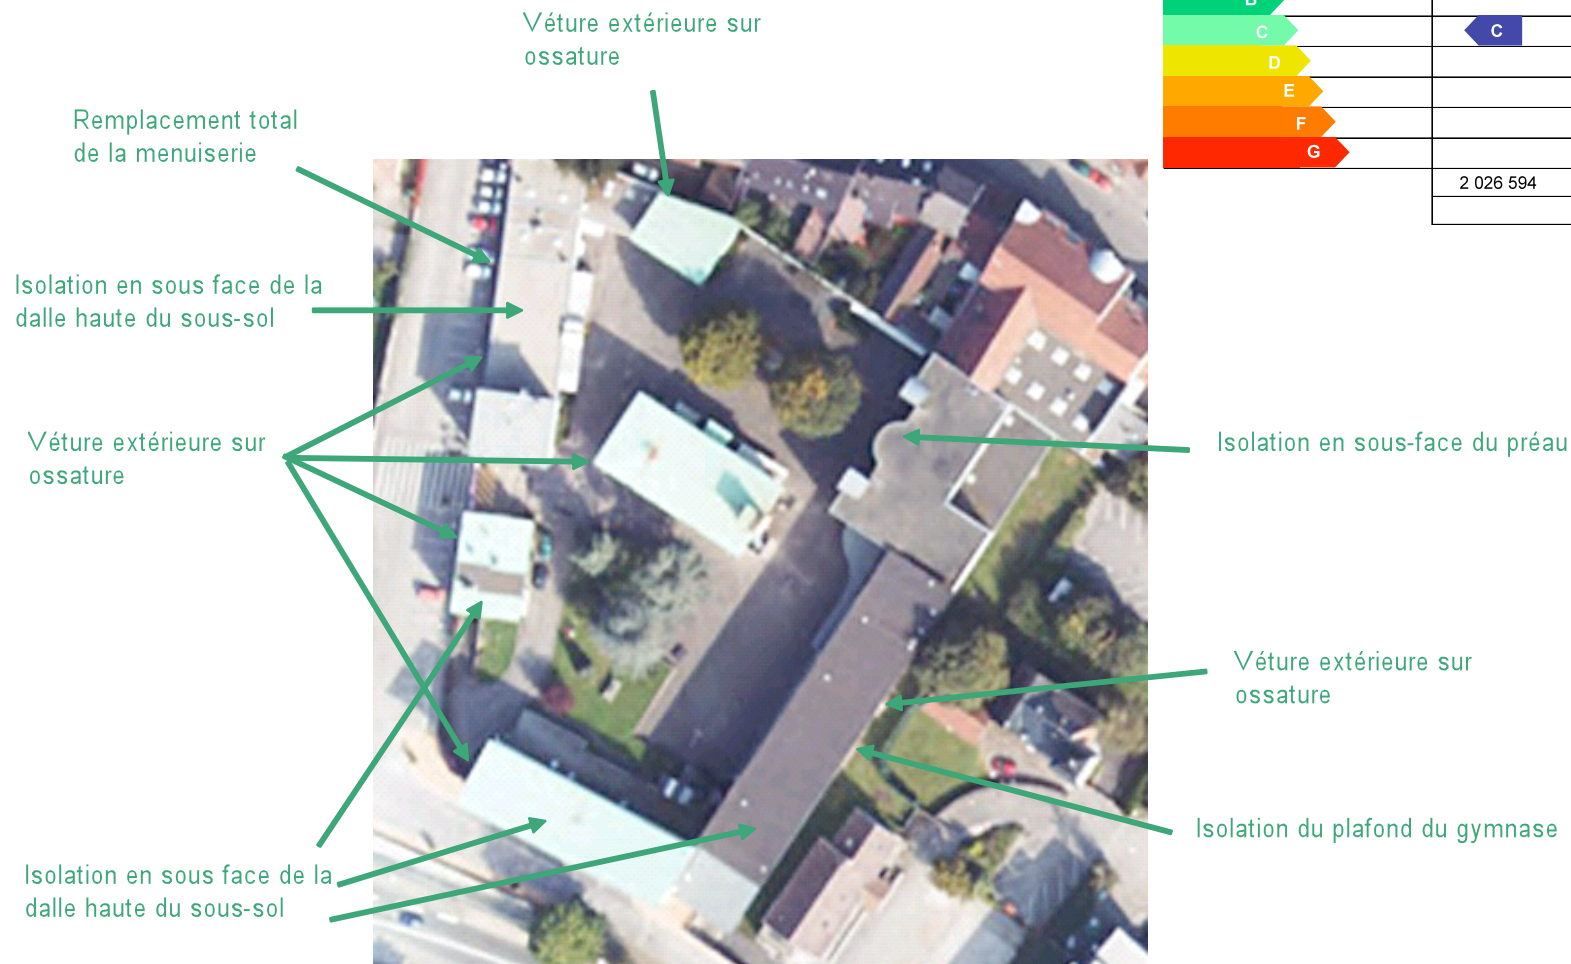 Véture extérieure sur
ossature
B
C
C
D
E
F
G
2 026 594
Remplacement total
de la menuiserie
Isolation en sous face de la
dalle haute du sous-sol
Véture extérieure sur
ossature
Isolation en sous-face du préau
Véture extérieure sur
ossature
Isolation du plafond du gymnase
Isolation en sous face de la
dalle haute du sous-sol